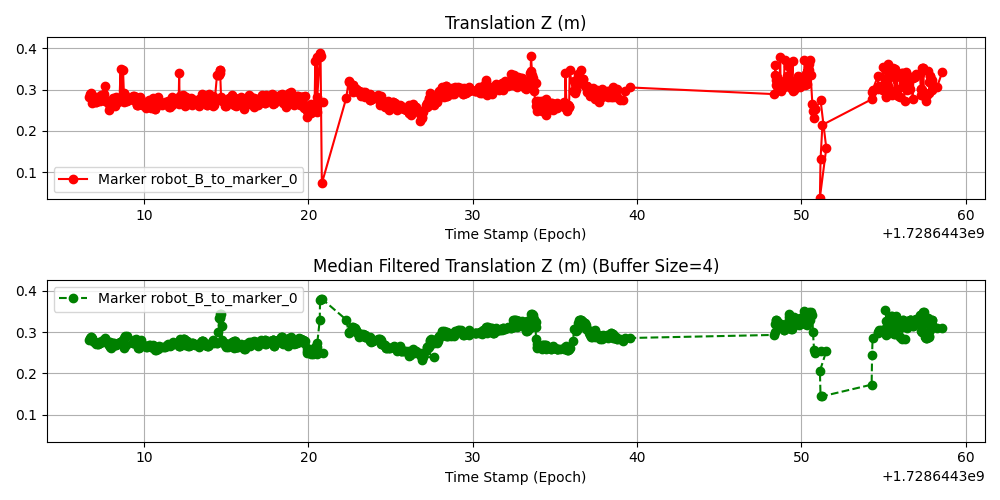 Translation Z (m)
0.4
0.3
0.2
0.1
Marker robot_B_to_marker_0
10 20 30 40 50 60
Time Stamp (Epoch)
+1.7286443e9
Median Filtered Translation Z (m) (Buffer Size=4)
0.4
0.3
0.2
0.1
Marker robot_B_to_marker_0
10 20 30 40 50 60
Time Stamp (Epoch)
+1.7286443e9